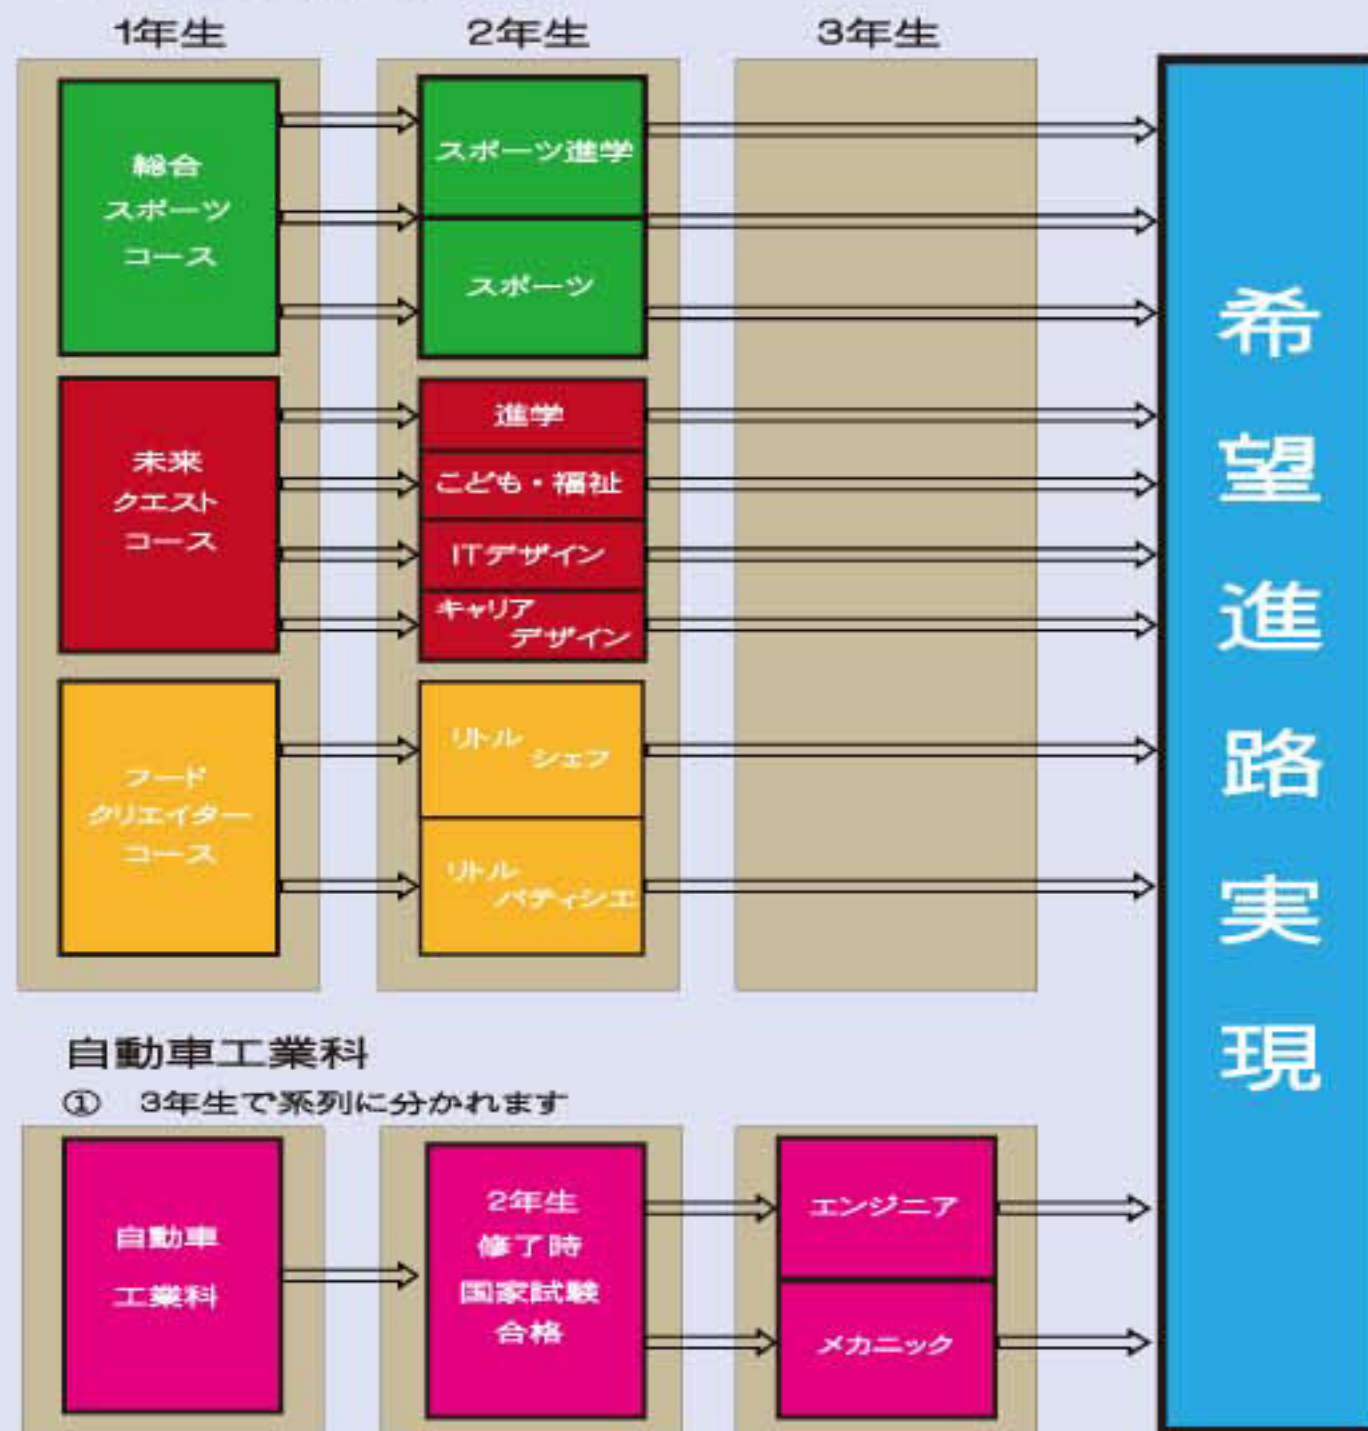 1年生
2年生
3年生
総合
スポーツ
コース
スポーツ進学
スポーツ
未来
クエスト
コース
進学
こども・福祉
ITデザイン
キャリア
デザイン
フード
クリエイター
コース
リトル
シェフ
リトル
パティシエ
希望進路実現
自動車工業科
① 3年生で系列に分かれます
自動車
工業科
2年生
修了時
国家試験
合格
エンジニア
メカニック